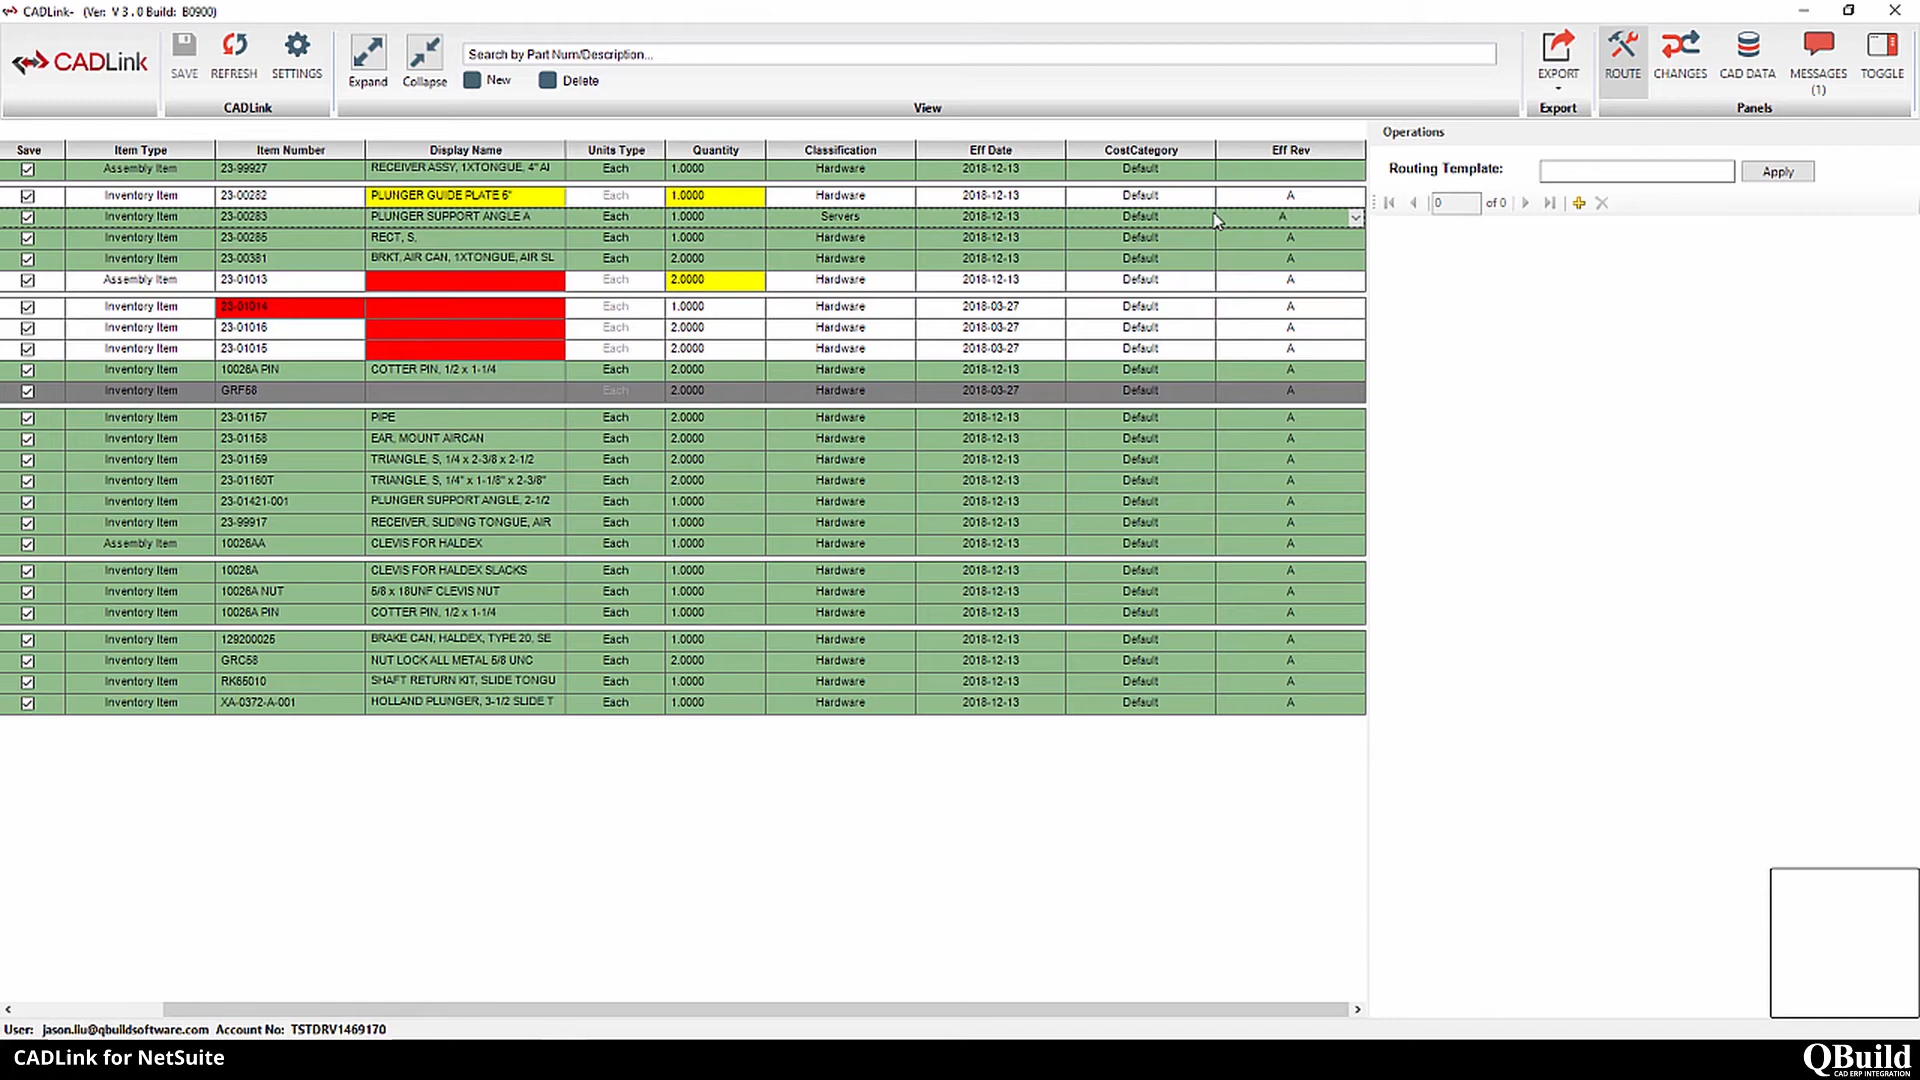 CADLink- (Ver: V 3 . 0 Build: B0900)
CADLink
SAVE REFRESH SETTINGS
Expand Collapse
Search by Part Num/Description...
New Delete
EXPORT ROUTE CHANGES CAD DATA MESSAGES (1) TOGGLE
CADLink View Export Panels
Save Item Type Item Number Display Name Units Type Quantity Classification Eff Date CostCategory Eff Rev
Assembly Item 23-99927 RECEIVER ASSY, 1XTONGUE, 4" AI Each 1.0000 Hardware 2018-12-13 Default
Inventory Item 23-00282 PLUNGER GUIDE PLATE 6" Each 1.0000 Hardware 2018-12-13 Default A
Inventory Item 23-00283 PLUNGER SUPPORT ANGLE A Each 1.0000 Servers 2018-12-13 Default A
Inventory Item 23-00285 RECT, S, Each 1.0000 Hardware 2018-12-13 Default A
Inventory Item 23-00381 BRKT, AIR CAN, 1XTONGUE, AIR SL Each 2.0000 Hardware 2018-12-13 Default A
Assembly Item 23-01013 Each 2.0000 Hardware 2018-12-13 Default A
Inventory Item 23-01014 Each 1.0000 Hardware 2018-03-27 Default A
Inventory Item 23-01016 Each 2.0000 Hardware 2018-03-27 Default A
Inventory Item 23-01015 Each 2.0000 Hardware 2018-03-27 Default A
Inventory Item 10026A PIN COTTER PIN, 1/2 x 1-1/4 Each 2.0000 Hardware 2018-12-13 Default A
Inventory Item GRF58 Each 2.0000 Hardware 2018-03-27 Default A
Inventory Item 23-01157 PIPE Each 2.0000 Hardware 2018-12-13 Default A
Inventory Item 23-01158 EAR, MOUNT AIRCAN Each 2.0000 Hardware 2018-12-13 Default A
Inventory Item 23-01159 TRIANGLE, S, 1/4 x 2-3/8 x 2-1/2 Each 2.0000 Hardware 2018-12-13 Default A
Inventory Item 23-01160T TRIANGLE, S, 1/4" x 1-1/8" x 2-3/8" Each 2.0000 Hardware 2018-12-13 Default A
Inventory Item 23-01421-001 PLUNGER SUPPORT ANGLE, 2-1/2 Each 1.0000 Hardware 2018-12-13 Default A
Inventory Item 23-99917 RECEIVER, SLIDING TONGUE, AIR Each 1.0000 Hardware 2018-12-13 Default A
Assembly Item 10026AA CLEVIS FOR HALDEX Each 1.0000 Hardware 2018-12-13 Default A
Inventory Item 10026A CLEVIS FOR HALDEX SLACKS Each 1.0000 Hardware 2018-12-13 Default A
Inventory Item 10026A NUT 5/8 x 18UNF CLEVIS NUT Each 1.0000 Hardware 2018-12-13 Default A
Inventory Item 10026A PIN COTTER PIN, 1/2 x 1-1/4 Each 1.0000 Hardware 2018-12-13 Default A
Inventory Item 129200025 BRAKE CAN, HALDEX, TYPE 20, SE Each 1.0000 Hardware 2018-12-13 Default A
Inventory Item GRC58 NUT LOCK ALL METAL 5/8 UNC Each 2.0000 Hardware 2018-12-13 Default A
Inventory Item RK65010 SHAFT RETURN KIT, SLIDE TONGU Each 1.0000 Hardware 2018-12-13 Default A
Inventory Item XA-0372-A-001 HOLLAND PLUNGER, 3-1/2 SLIDE T Each 1.0000 Hardware 2018-12-13 Default A
Operations
Routing Template: Apply
0 of 0
User: jason.liu@qbuildsoftware.com Account No: TSTDRV1469170
CADLink for NetSuite
QBuild
CAD ERP INTEGRATION